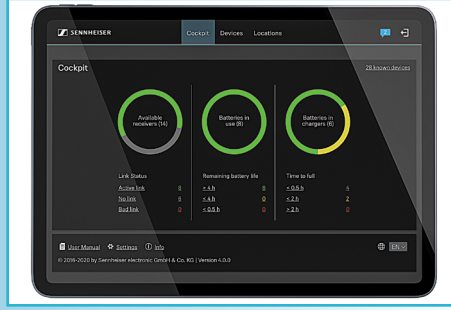 SENNHEISER
Cockpit Devices Locations
Cockpit
28 known devices
Available
receivers (14)
Batteries in
use (8)
Batteries in
chargers (6)
Link Status
Remaining battery life
Time to full
Active link 8
> 4 h 8
< 0,5 h 4
No link 6
< 4 h 0
< 2 h 2
Bad link 0
< 0,5 h 0
> 2 h 0
User Manual Settings Info
EN
© 2016-2020 by Sennheiser electronic GmbH & Co. KG | Version 4.0.0